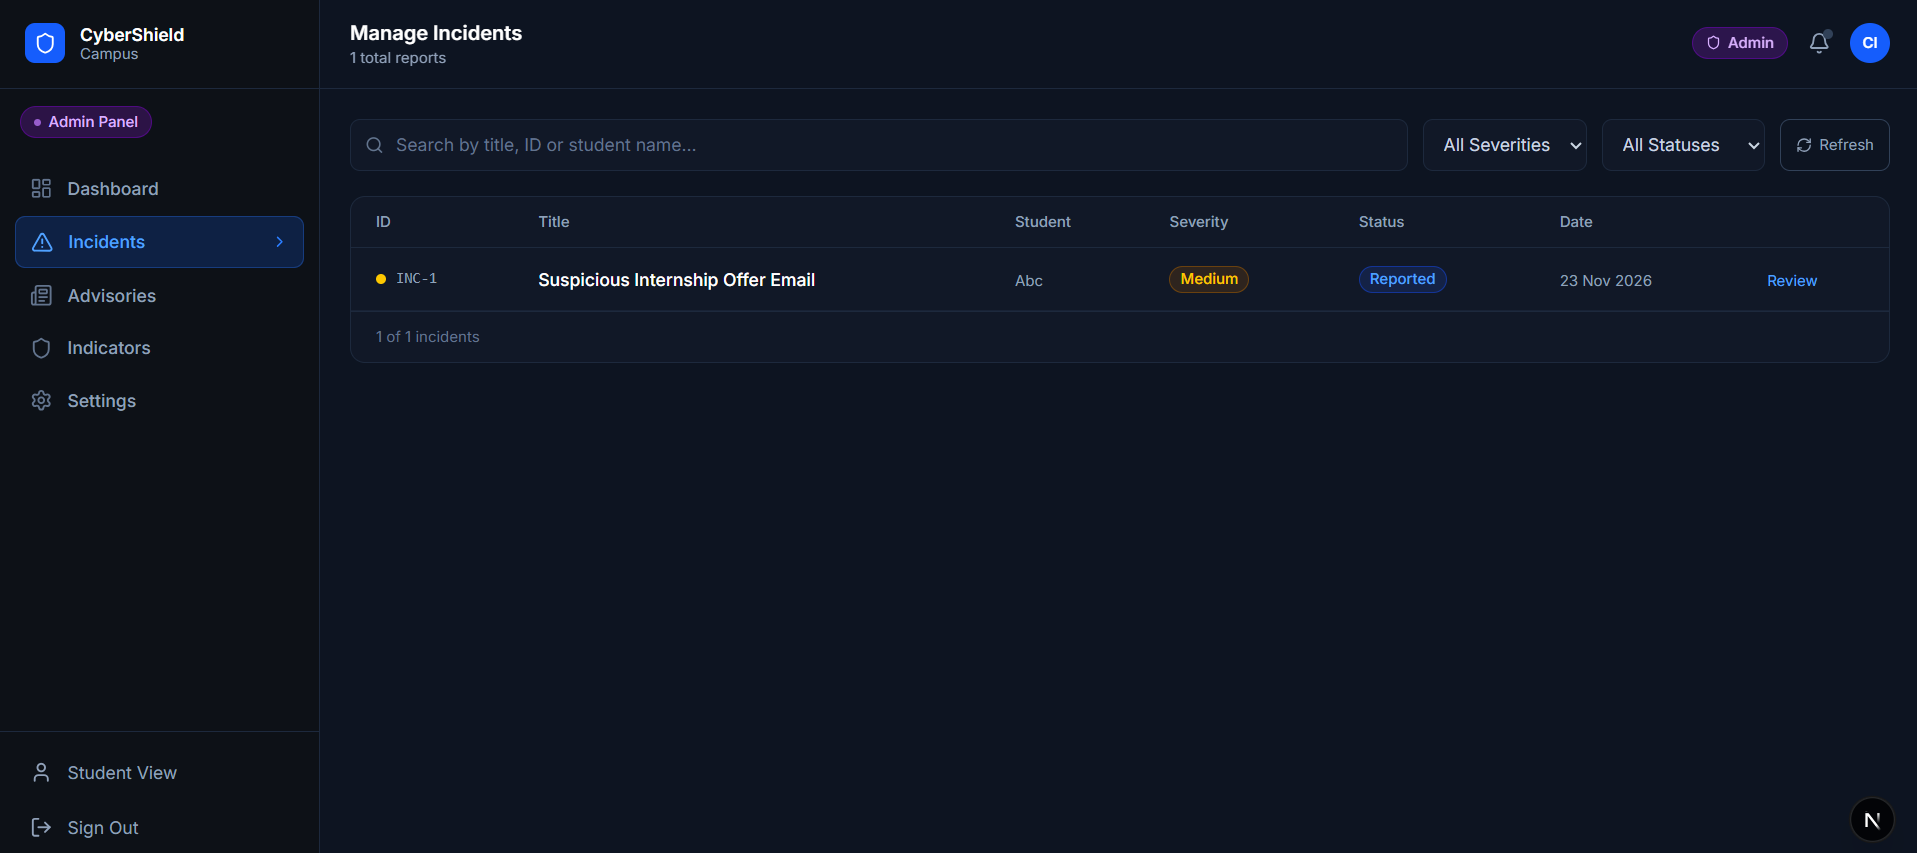 CyberShield
Campus
Admin Panel
Dashboard
Incidents
Advisories
Indicators
Settings
Student View
Sign Out
Manage Incidents
1 total reports
Admin
CI
Search by title, ID or student name...
All Severities
All Statuses
Refresh
ID Title Student Severity Status Date
INC-1 Suspicious Internship Offer Email Abc Medium Reported 23 Nov 2026 Review
1 of 1 incidents
N